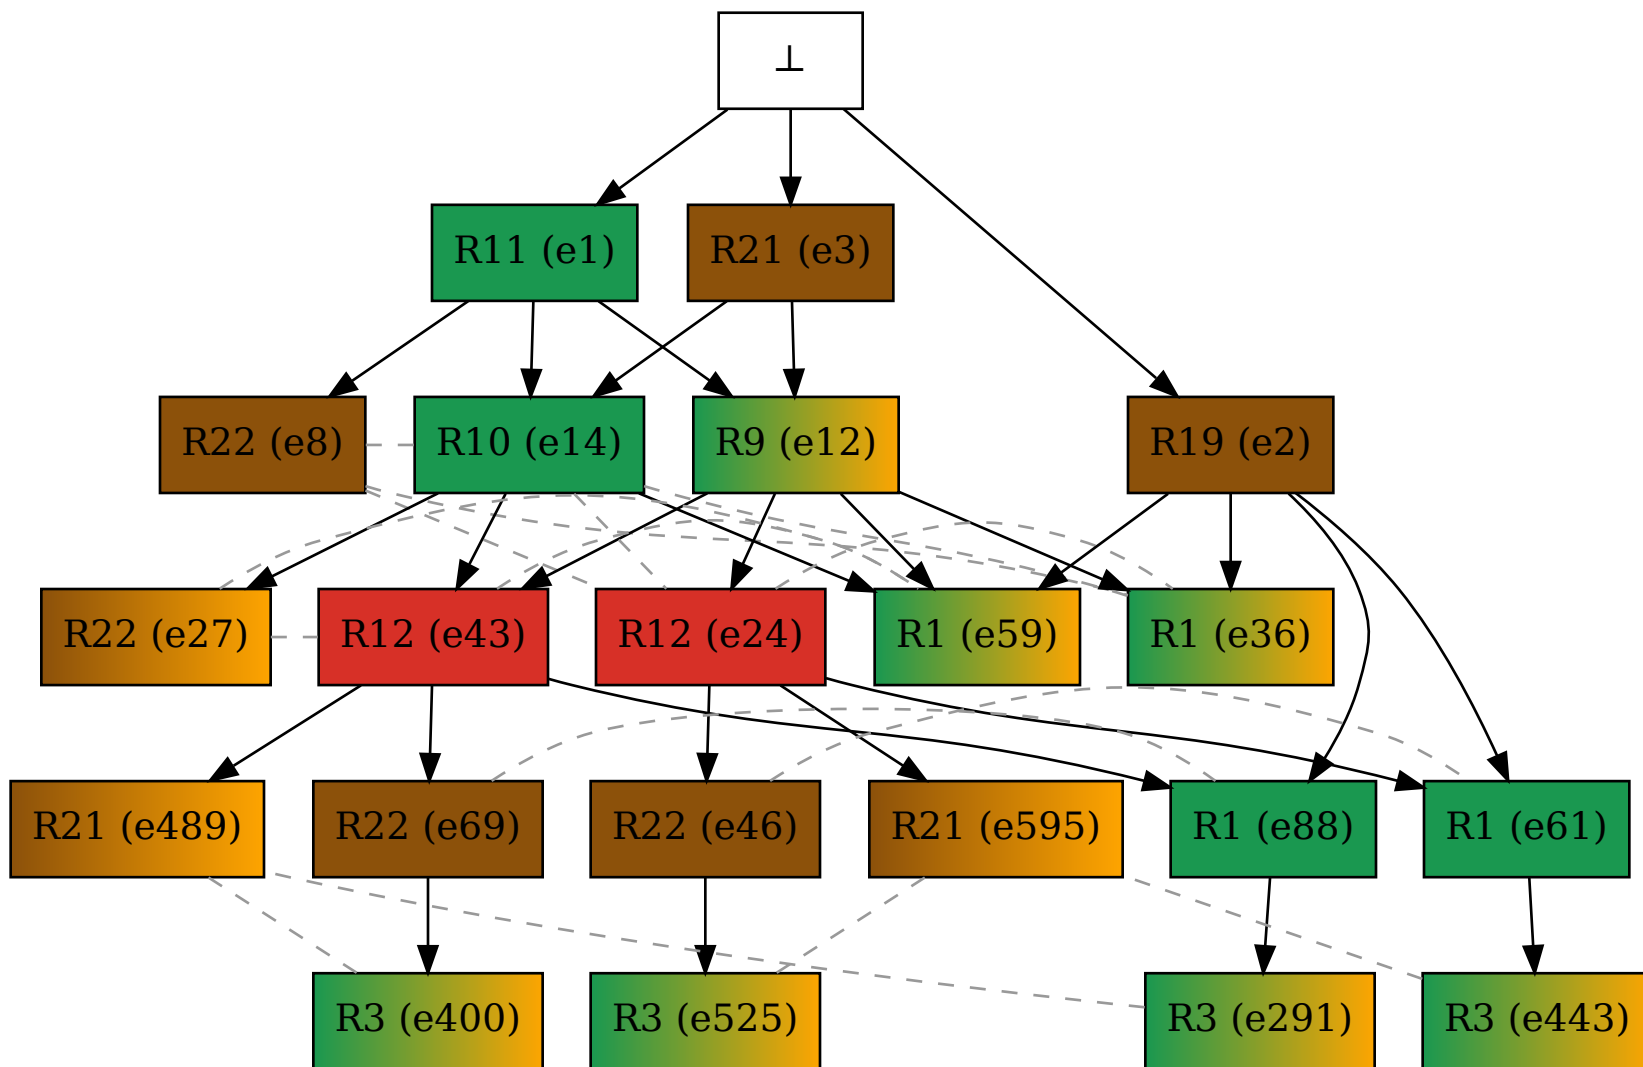 ⊥
R11 (e1)
R21 (e3)
R22 (e8)
R10 (e14)
R9 (e12)
R19 (e2)
R22 (e27)
R12 (e43)
R12 (e24)
R1 (e59)
R1 (e36)
R21 (e489)
R22 (e69)
R22 (e46)
R21 (e595)
R1 (e88)
R1 (e61)
R3 (e400)
R3 (e525)
R3 (e291)
R3 (e443)